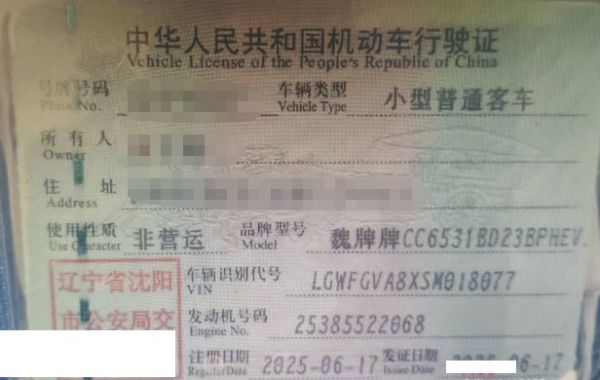 中华人民共和国机动车行驶证
Vehicle License of the People's Republic of China
号牌号码 车辆类型 小型普通客车
Plate No. Vehicle Type
所有人
Owner
住址
Address
使用性质 非营运 品牌型号 魏牌牌CC6531BD23BPHEV
Use Character Model
辽宁省沈阳 车辆识别代号 LGWFGVA8XSM018077
VIN
市公安局交 发动机号码 25385522068
Engine No.
注册日期 2025-06-17 发证日期 06-17
Register Date Issue Date